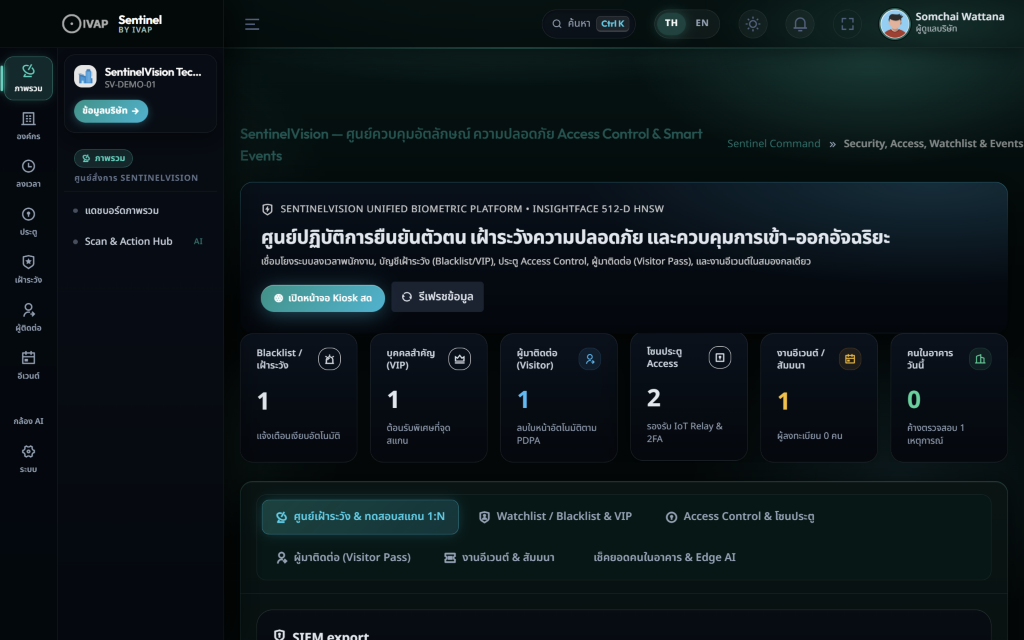 IVAP
Sentinel
BY IVAP
ค้นหา Ctrl K
TH EN
Somchai Wattana
ผู้ดูแลบริษัท
ภาพรวม
องค์กร
ลงเวลา
ประตู
เฝ้าระวัง
ผู้ติดต่อ
อีเวนต์
กล้อง AI
ระบบ
SentinelVision Tec...
SV-DEMO-01
ข้อมูลบริษัท →
ภาพรวม
ศูนย์สั่งการ SENTINELVISION
แดชบอร์ดภาพรวม
Scan & Action Hub AI
SentinelVision — ศูนย์ควบคุมอัตลักษณ์ ความปลอดภัย Access Control & Smart
Events
Sentinel Command » Security, Access, Watchlist & Events
SENTINELVISION UNIFIED BIOMETRIC PLATFORM • INSIGHTFACE 512-D HNSW
ศูนย์ปฏิบัติการยืนยันตัวตน เฝ้าระวังความปลอดภัย และควบคุมการเข้า-ออกอัจฉริยะ
เชื่อมโยงระบบลงเวลาพนักงาน, บัญชีเฝ้าระวัง (Blacklist/VIP), ประตู Access Control, ผู้มาติดต่อ (Visitor Pass), และงานอีเวนต์ในสมองกลเดียว
เปิดหน้าจอ Kiosk สด
รีเฟรชข้อมูล
Blacklist /
เฝ้าระวัง
1
แจ้งเตือนเงียบอัตโนมัติ
บุคคลสำคัญ
(VIP)
1
ต้อนรับพิเศษที่จุด
สแกน
ผู้มาติดต่อ
(Visitor)
1
ลบใบหน้าอัตโนมัติตาม
PDPA
โซนประตู
Access
2
รองรับ IoT Relay &
2FA
งานอีเวนต์ /
สัมมนา
1
ผู้ลงทะเบียน 0 คน
คนในอาคาร
วันนี้
0
ค้างตรวจสอบ 1
เหตุการณ์
ศูนย์เฝ้าระวัง & ทดสอบสแกน 1:N
Watchlist / Blacklist & VIP
Access Control & โซนประตู
ผู้มาติดต่อ (Visitor Pass)
งานอีเวนต์ & สัมมนา
เช็คยอดคนในอาคาร & Edge AI
SIEM export